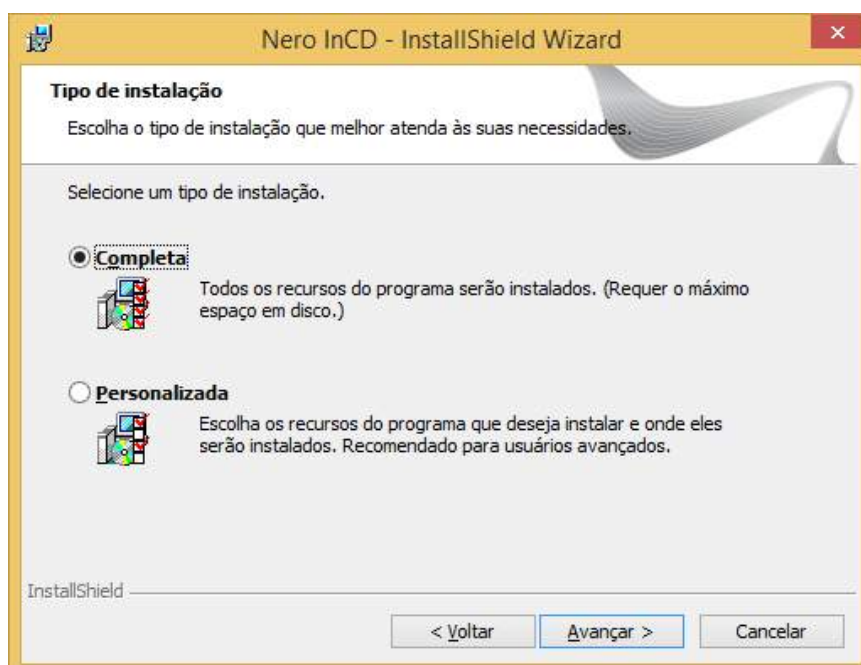 Nero InCD - InstallShield Wizard
Tipo de instalação
Escolha o tipo de instalação que melhor atenda às suas necessidades.
Selecione um tipo de instalação.
Completa
Todos os recursos do programa serão instalados. (Requer o máximo
espaço em disco.)
Personalizada
Escolha os recursos do programa que deseja instalar e onde eles
serão instalados. Recomendado para usuários avançados.
InstallShield
< Voltar Avançar > Cancelar